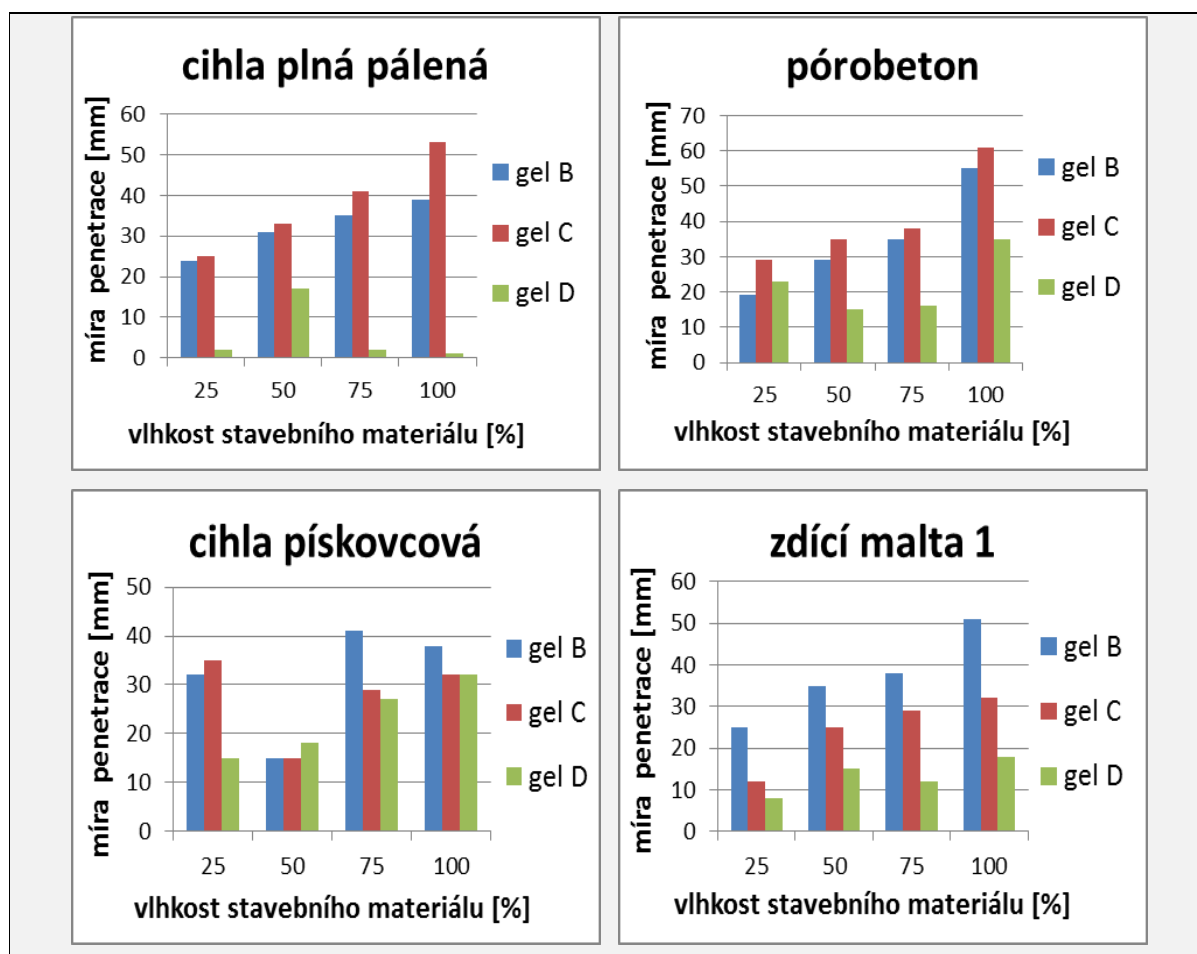 cihla plná pálená
míra penetrace [mm]
60
50
40
30
20
10
0
25 50 75 100
vlhkost stavebního materiálu [%]
gel B
gel C
gel D
pórobeton
míra penetrace [mm]
70
60
50
40
30
20
10
0
25 50 75 100
vlhkost stavebního materiálu [%]
gel B
gel C
gel D
cihla pískovcová
míra penetrace [mm]
50
40
30
20
10
0
25 50 75 100
vlhkost stavebního materiálu [%]
gel B
gel C
gel D
zdící malta 1
míra penetrace [mm]
60
50
40
30
20
10
0
25 50 75 100
vlhkost stavebního materiálu [%]
gel B
gel C
gel D